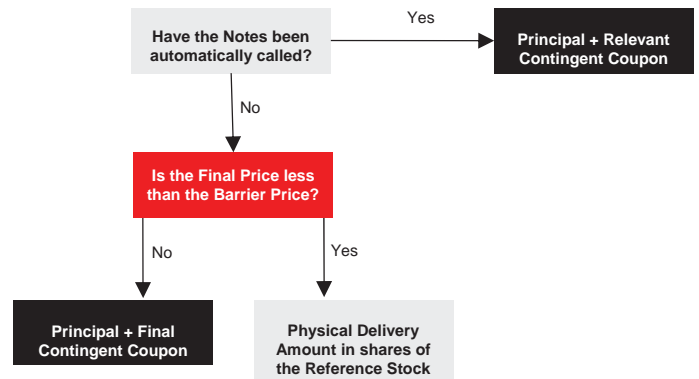 Have the Notes been
automatically called?
Yes
Principal + Relevant
Contingent Coupon
No
Is the Final Price less
than the Barrier Price?
No
Yes
Principal + Final
Contingent Coupon
Physical Delivery
Amount in shares of
the Reference Stock